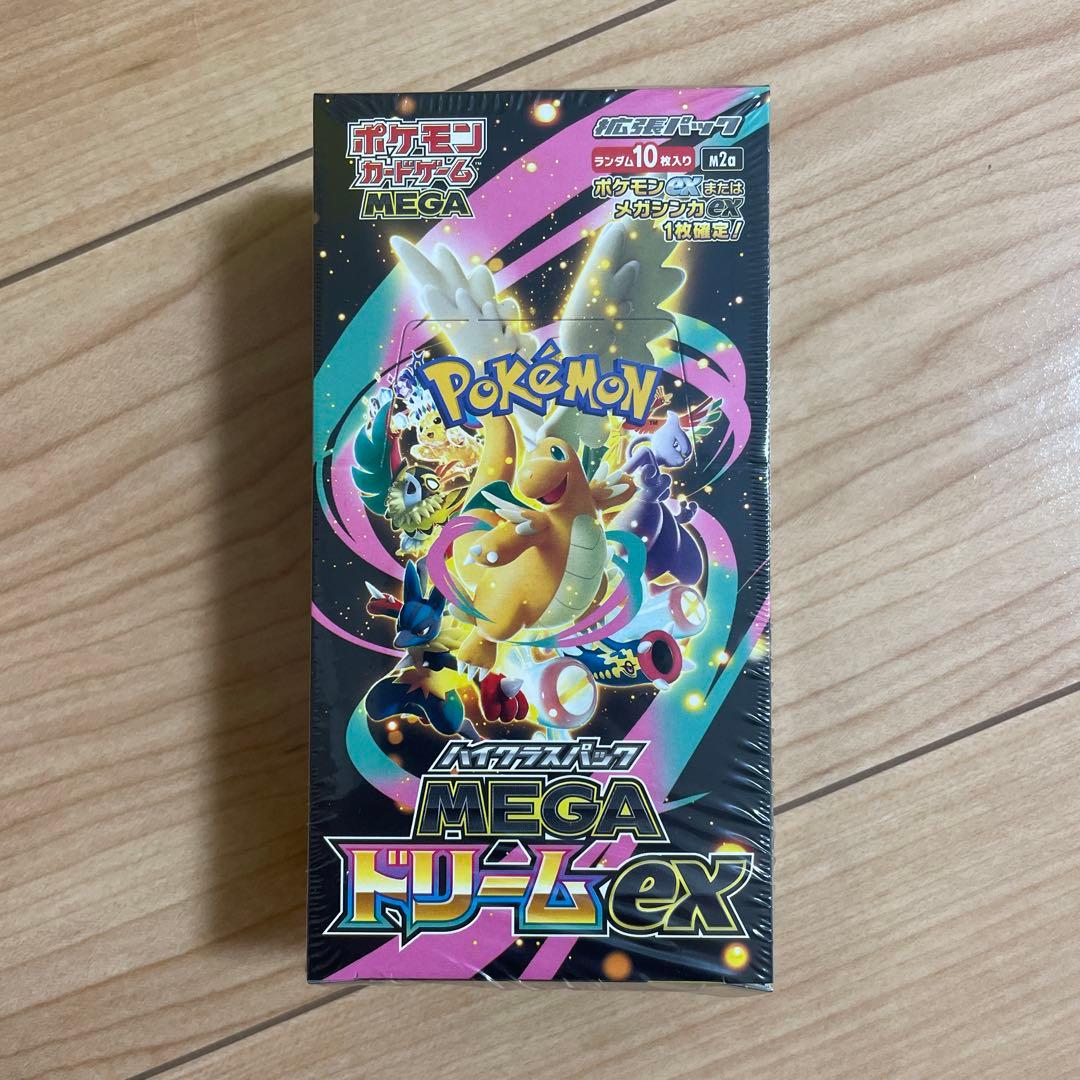 ポケモン
カードゲーム™
MEGA
拡張パック
ランダム10枚入り M2a
ポケモンexまたは
メガシンカex
1枚確定!
POKéMON™
ハイクラスパック
MEGA
ドリームex